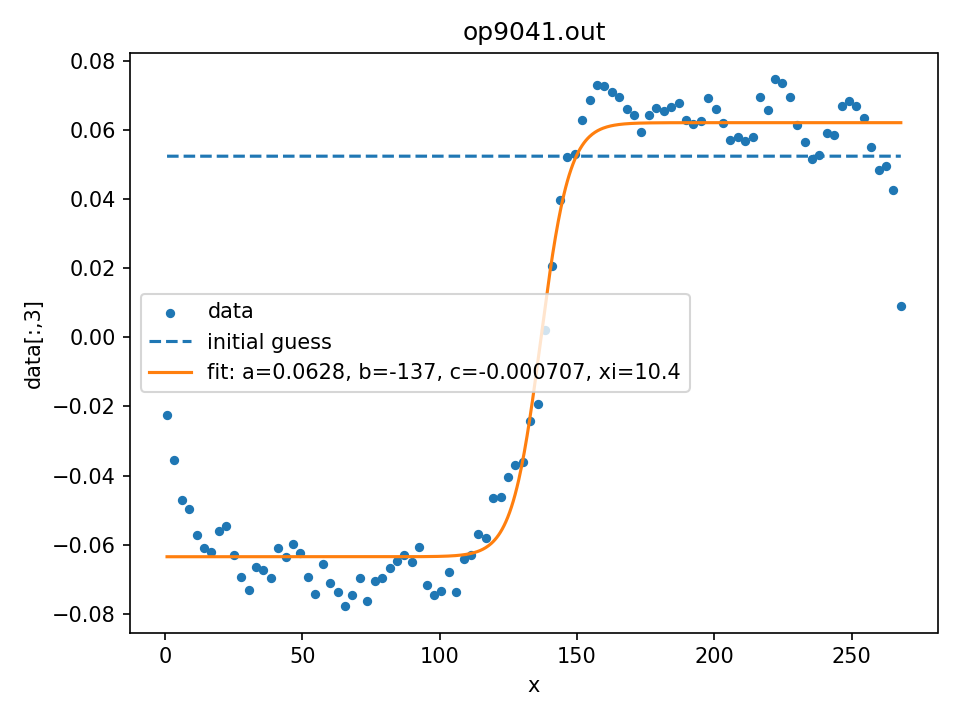 op9041.out
0.08
0.06
0.04
0.02
0.00
−0.02
−0.04
−0.06
−0.08
data[:,3]
data
initial guess
fit: a=0.0628, b=-137, c=-0.000707, xi=10.4
0 50 100 150 200 250
x